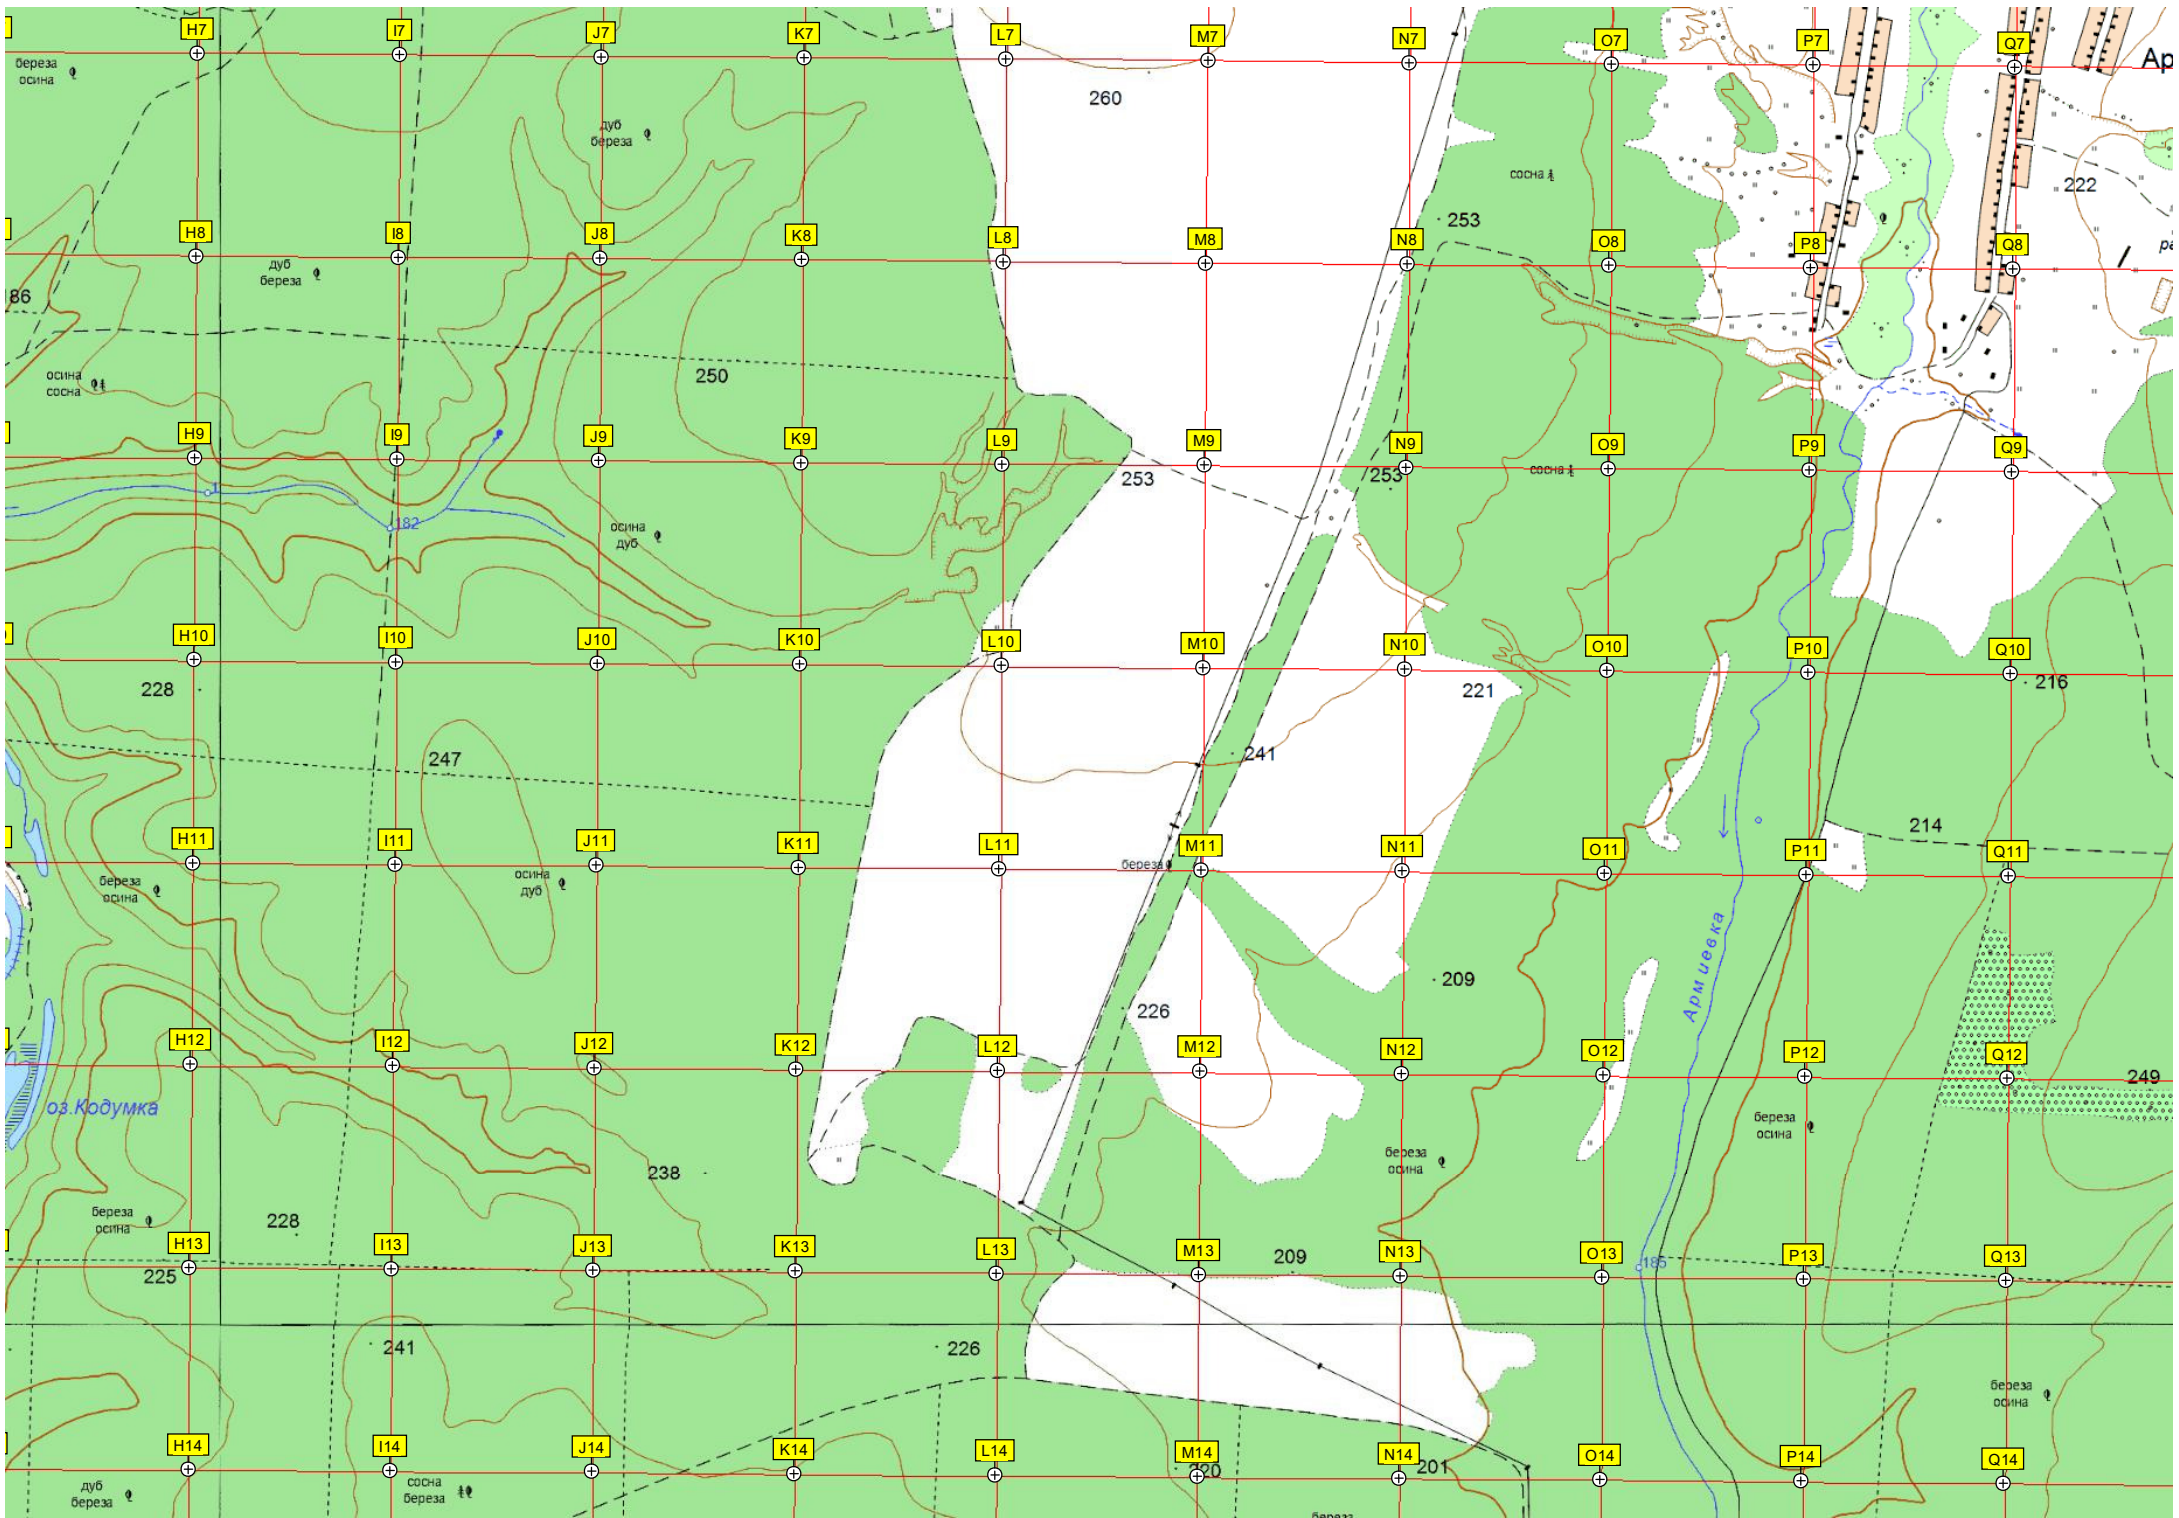 H7 I7 J7 K7 L7 M7 N7 O7 P7 Q7
Ар
береза
осина
260
дуб
береза
сосна
222
253
H8 I8 J8 K8 L8 M8 N8 O8 P8 Q8
дуб
береза
186
осина
сосна
250
H9 I9 J9 K9 L9 M9 N9 O9 P9 Q9
253
253
сосна
182
осина
дуб
H10 I10 J10 K10 L10 M10 N10 O10 P10 Q10
228
221
216
247
241
214
H11 I11 J11 K11 L11 M11 N11 O11 P11 Q11
береза
береза
осина
осина
дуб
Армиевка
209
226
H12 I12 J12 K12 L12 M12 N12 O12 P12 Q12
249
оз.Кодумка
береза
осина
береза
осина
238
береза
осина
228
H13 I13 J13 K13 L13 M13 N13 O13 P13 Q13
225
209
185
241
226
береза
осина
H14 I14 J14 K14 L14 M14 N14 O14 P14 Q14
220
201
дуб
береза
сосна
береза
береза